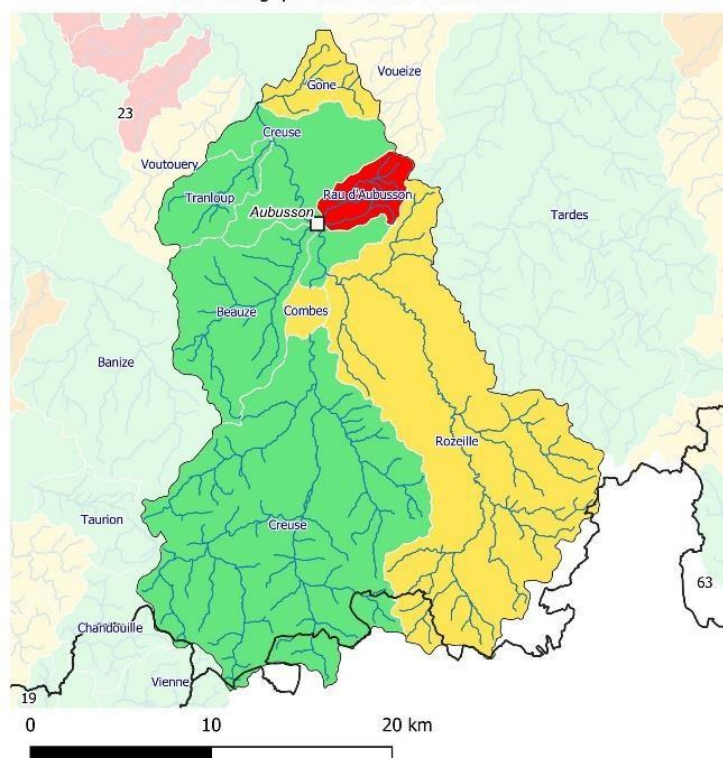 Gône
Voueize
23
Creuse
Voutouery
Tranloup
Rau d'Aubusson
Aubusson
Tardes
Beauze
Combes
Banize
Rozeille
Taurion
Creuse
63
Chandouille
Vienne
19
0 10 20 km